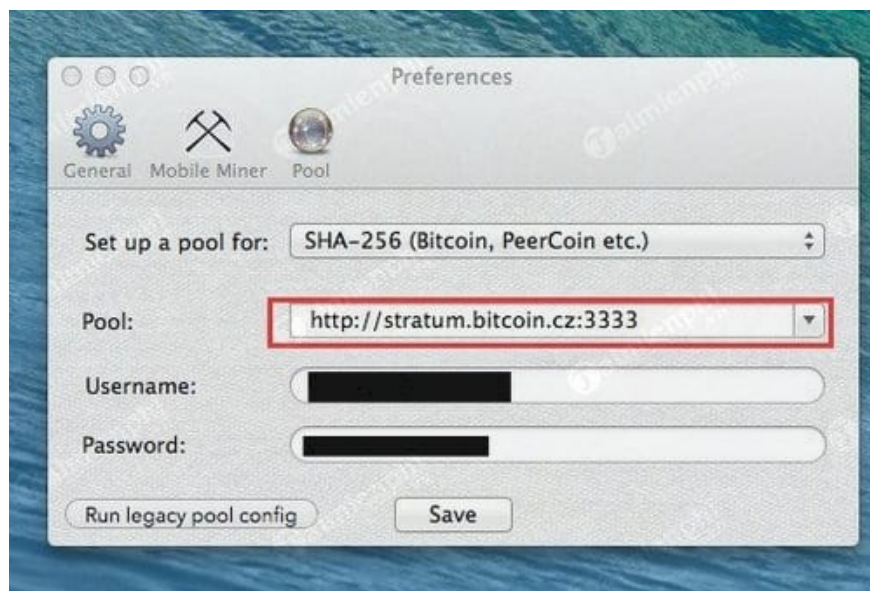 Preferences
General Mobile Miner Pool
Set up a pool for: SHA-256 (Bitcoin, PeerCoin etc.)
Pool: http://stratum.bitcoin.cz:3333
Username:
Password:
Run legacy pool config Save